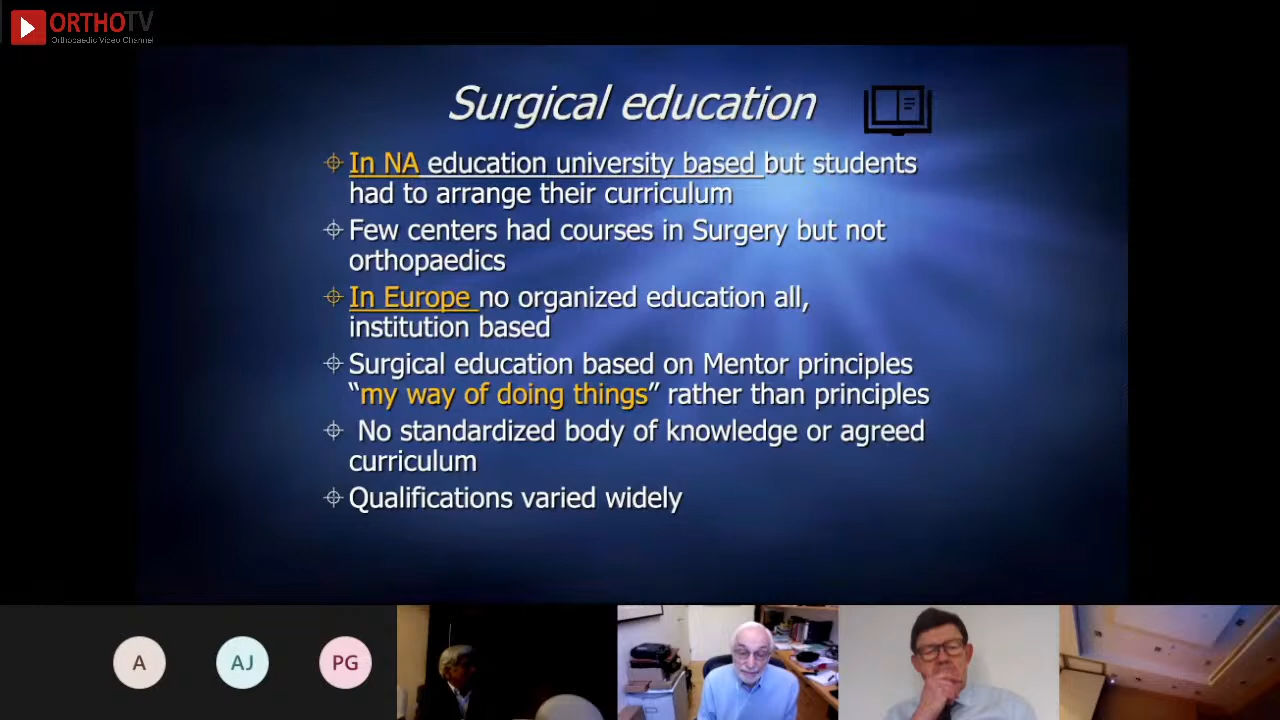 ORTHOTV
Orthopaedic Video Channel
Surgical education
In NA education university based but students
had to arrange their curriculum
Few centers had courses in Surgery but not
orthopaedics
In Europe no organized education all,
institution based
Surgical education based on Mentor principles
“my way of doing things” rather than principles
No standardized body of knowledge or agreed
curriculum
Qualifications varied widely
A
AJ
PG